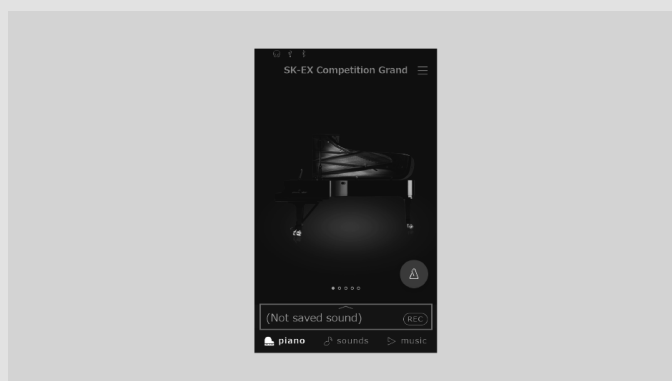 SK-EX Competition Grand
(Not saved sound)
REC
piano sounds music